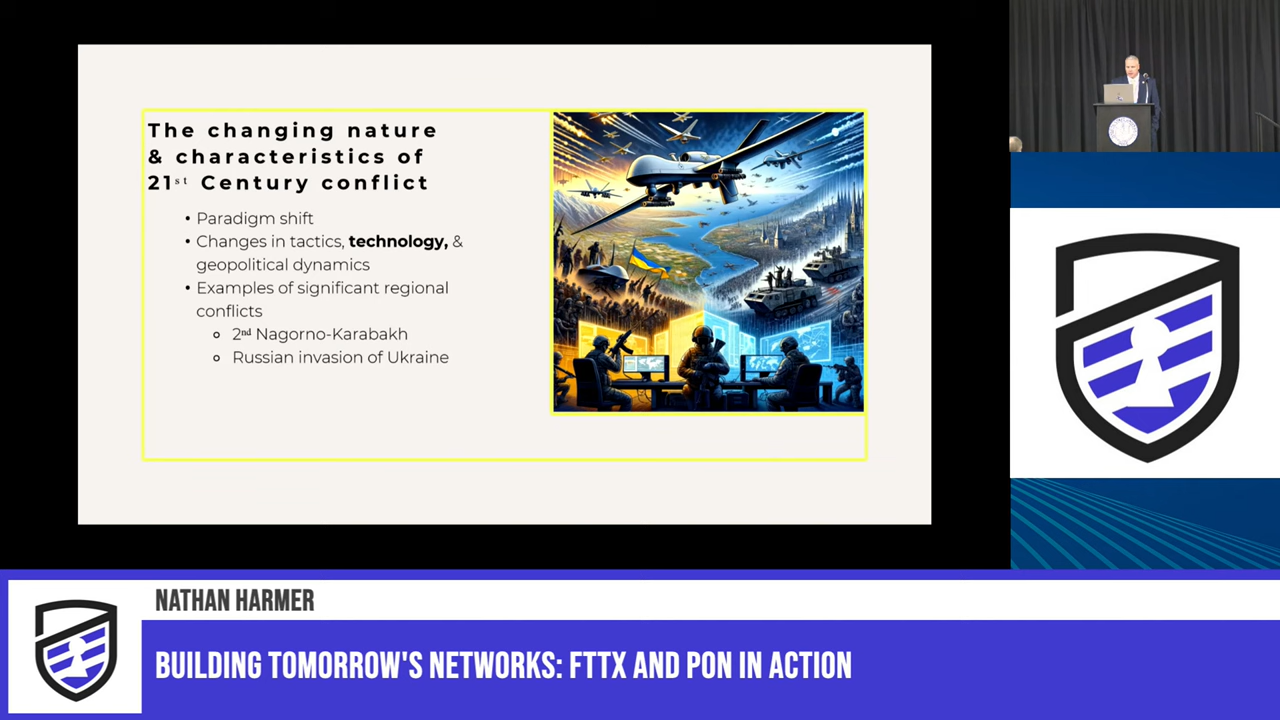 The changing nature
& characteristics of
21st Century conflict
• Paradigm shift
• Changes in tactics, technology, &
geopolitical dynamics
• Examples of significant regional
conflicts
○ 2nd Nagorno-Karabakh
○ Russian invasion of Ukraine
NATHAN HARMER
BUILDING TOMORROW'S NETWORKS: FTTX AND PON IN ACTION